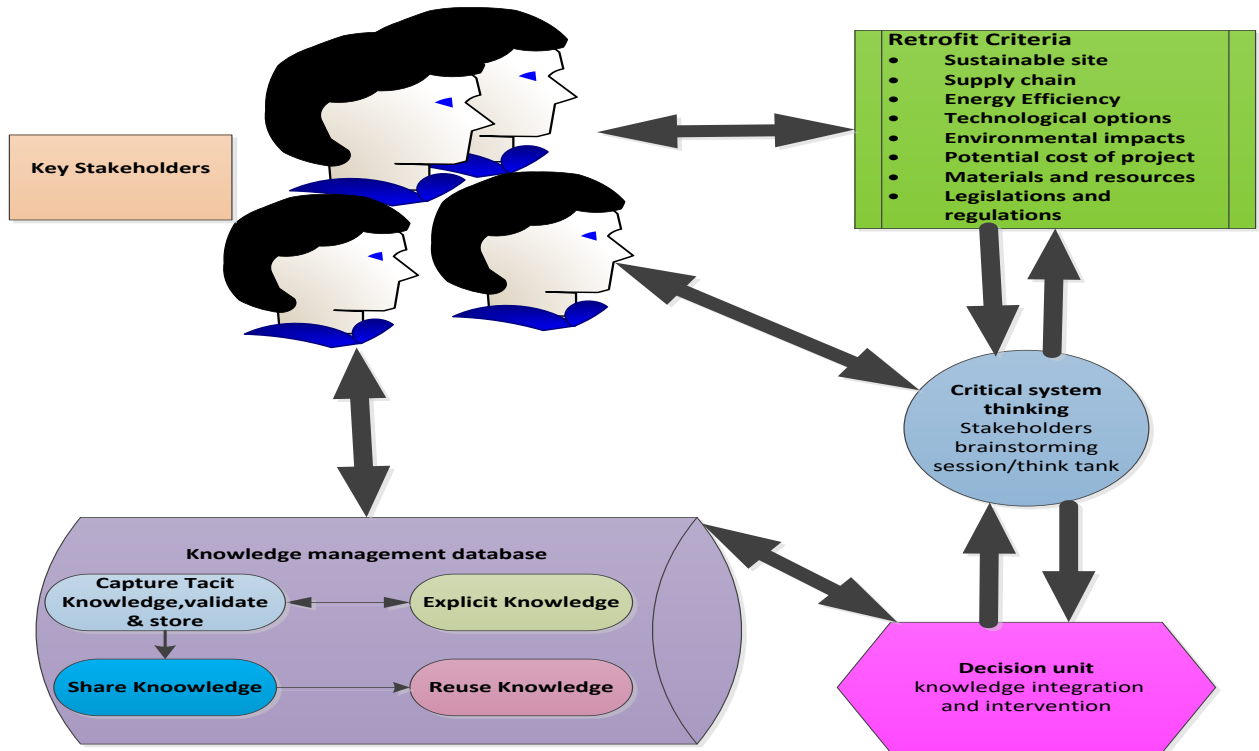 Key Stakeholders
Retrofit Criteria
• Sustainable site
• Supply chain
• Energy Efficiency
• Technological options
• Environmental impacts
• Potential cost of project
• Materials and resources
• Legislations and
regulations
Critical system
thinking
Stakeholders
brainstorming
session/think tank
Knowledge management database
Capture Tacit
Knowledge,validate
& store
Explicit Knowledge
Share Knoowledge
Reuse Knowledge
Decision unit
knowledge integration
and intervention